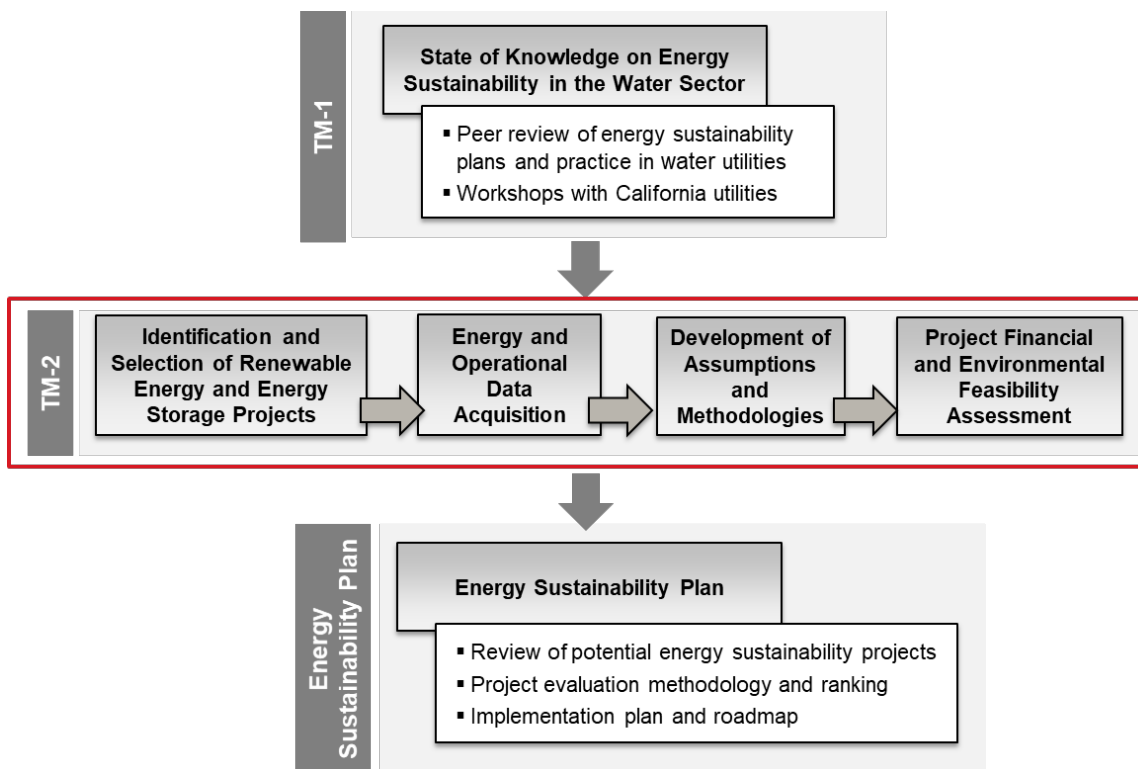 TM-1
State of Knowledge on Energy
Sustainability in the Water Sector
▪ Peer review of energy sustainability
plans and practice in water utilities
▪ Workshops with California utilities
TM-2
Identification and
Selection of Renewable
Energy and Energy
Storage Projects
Energy and
Operational
Data
Acquisition
Development of
Assumptions
and
Methodologies
Project Financial
and Environmental
Feasibility
Assessment
Energy
Sustainability Plan
Energy Sustainability Plan
▪ Review of potential energy sustainability projects
▪ Project evaluation methodology and ranking
▪ Implementation plan and roadmap